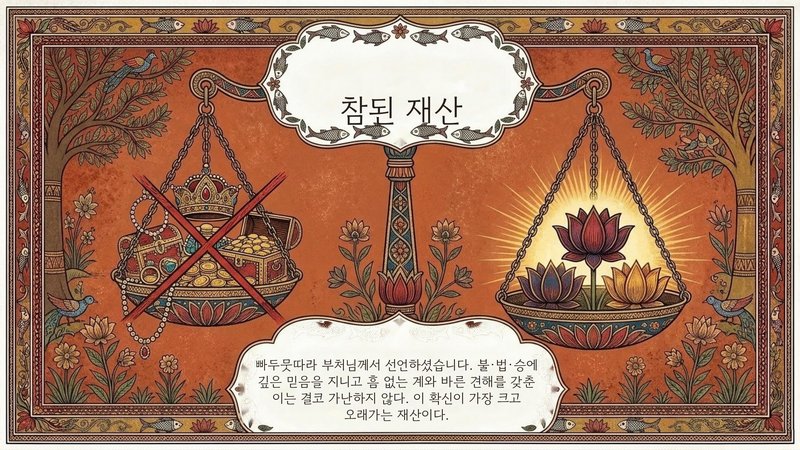 참된 재산
빠두뭇따라 부처님께서 선언하셨습니다. 불·법·승에
깊은 믿음을 지니고 흠 없는 계와 바른 견해를 갖춘
이는 결코 가난하지 않다. 이 확신이 가장 크고
오래가는 재산이다.